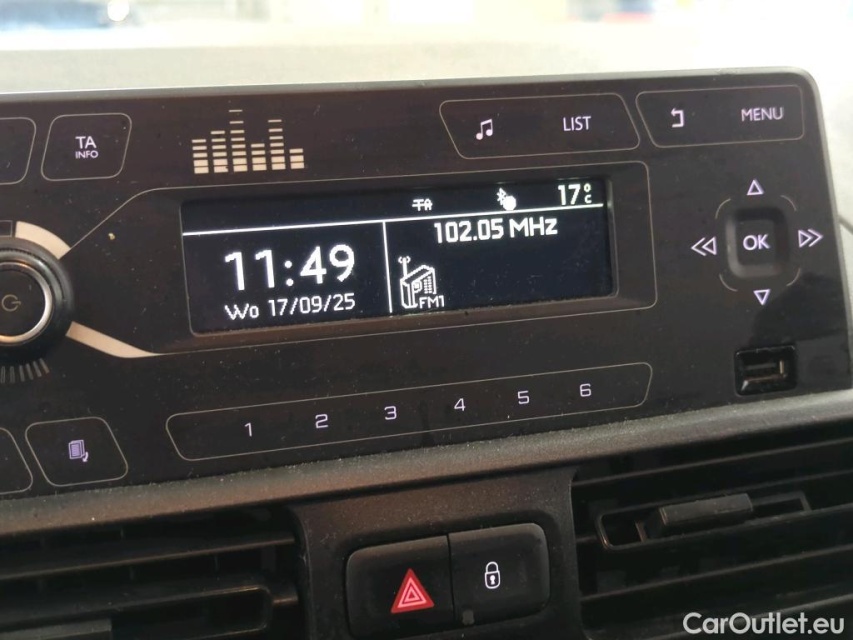 TA
INFO
LIST
MENU
TA
17°C
102.05 MHz
11:49
Wo 17/09/25
FM1
OK
1 2 3 4 5 6
CarOutlet.eu